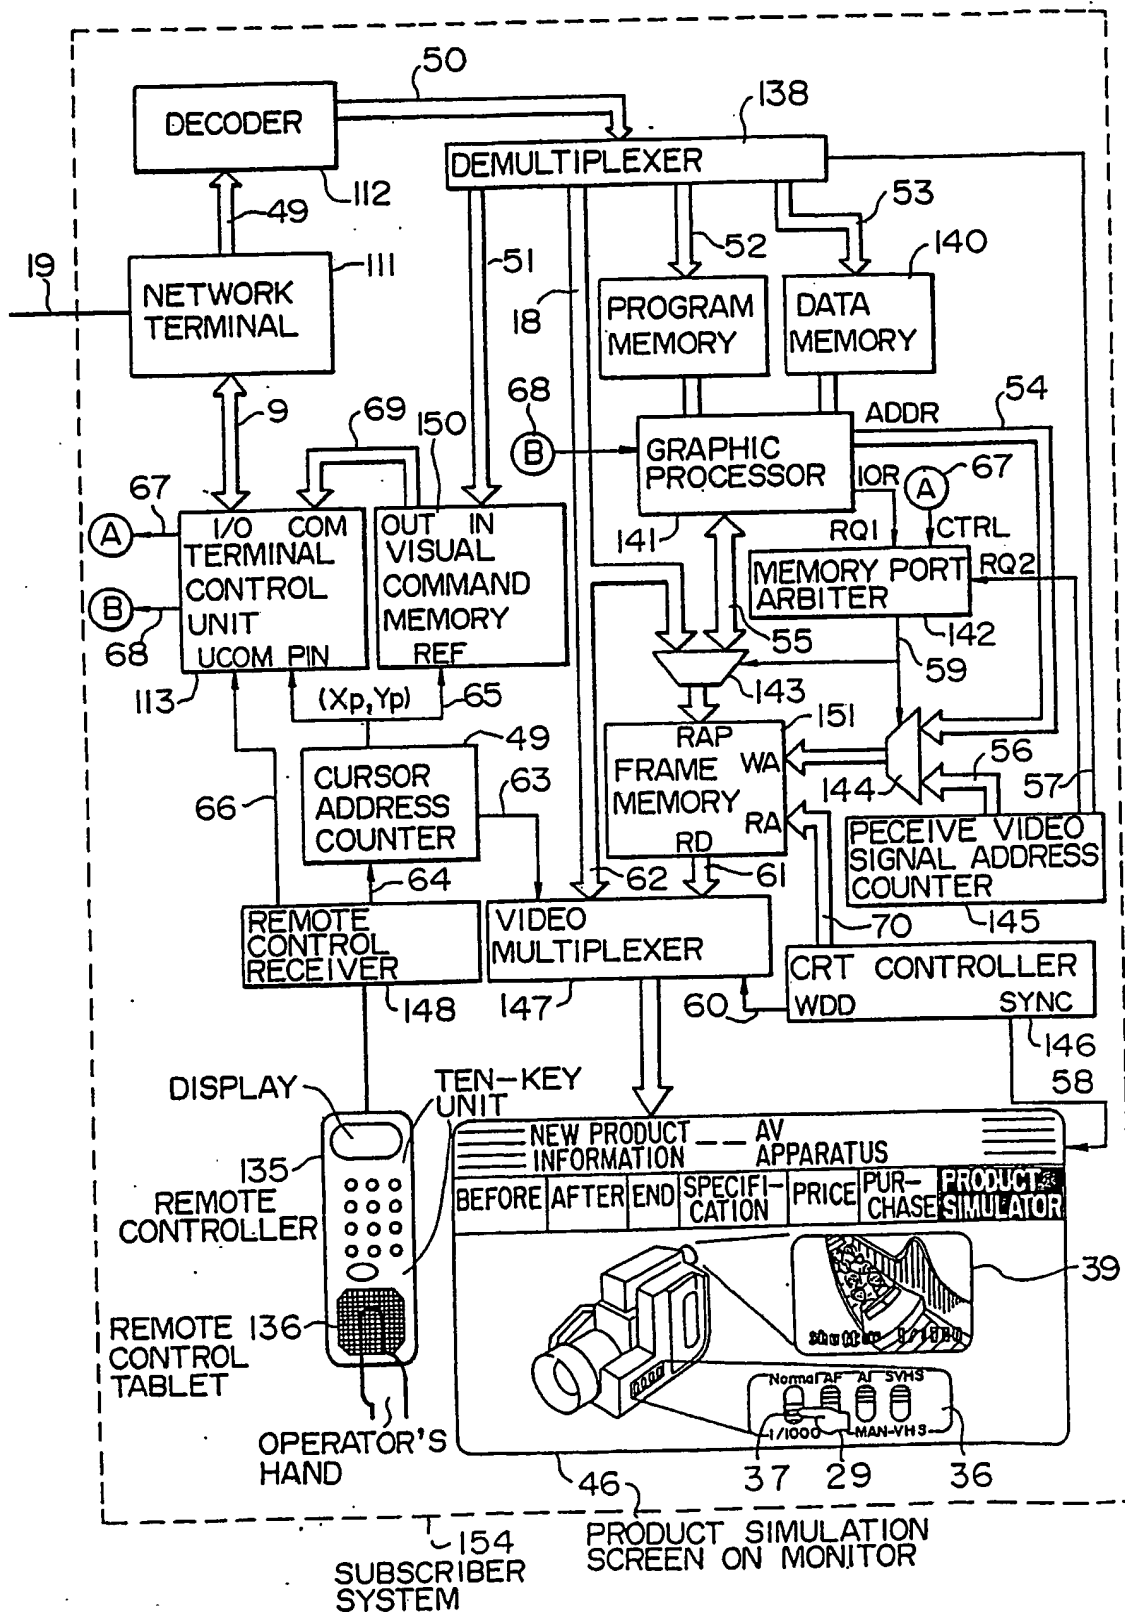 50
138
DECODER
DEMULTIPLEXER
112
49
53
52
140
19
111
51
NETWORK
TERMINAL
18
PROGRAM
MEMORY
DATA
MEMORY
9
69
150
68
B
ADDR
54
GRAPHIC
PROCESSOR
IOR
A
67
67
A
I/O COM
TERMINAL
CONTROL
UNIT
UCOM PIN
OUT IN
VISUAL
COMMAND
MEMORY
REF
141
RQ1
CTRL
MEMORY PORT
ARBITER
RQ2
B
68
55
142
59
113
(Xp,Yp)
65
143
49
151
RAP
FRAME
MEMORY
WA
RA
RD
56
57
144
CURSOR
ADDRESS
COUNTER
63
66
PECEIVE VIDEO
SIGNAL ADDRESS
COUNTER
64
62
61
145
70
REMOTE
CONTROL
RECEIVER
VIDEO
MULTIPLEXER
CRT CONTROLLER
WDD SYNC
148
147
60
146
58
DISPLAY
TEN-KEY
UNIT
NEW PRODUCT
INFORMATION
-- AV
APPARATUS
135
REMOTE
CONTROLLER
BEFORE AFTER END SPECIFI-
CATION PRICE PUR-
CHASE PRODUCT
SIMULATOR
39
Shutter 1/1000
REMOTE 136
CONTROL
TABLET
Normal AF AI SVHS
1/1000 MAN-VHS
OPERATOR'S
HAND
37 29 36
46
154
SUBSCRIBER
SYSTEM
PRODUCT SIMULATION
SCREEN ON MONITOR